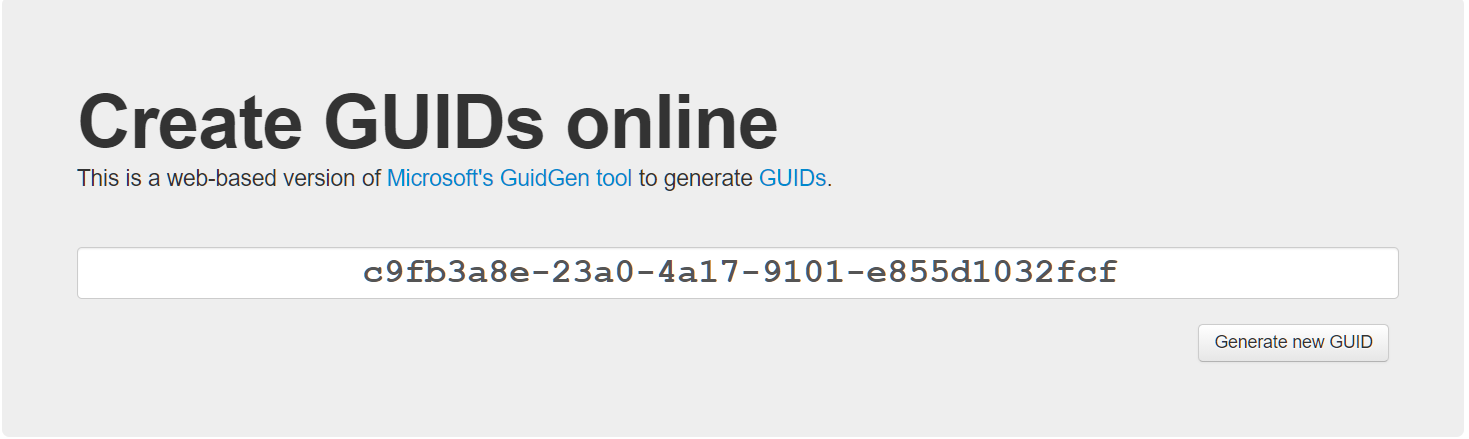 Create GUIDs online
This is a web-based version of Microsoft's GuidGen tool to generate GUIDs.
c9fb3a8e-23a0-4a17-9101-e855d1032fcf
Generate new GUID